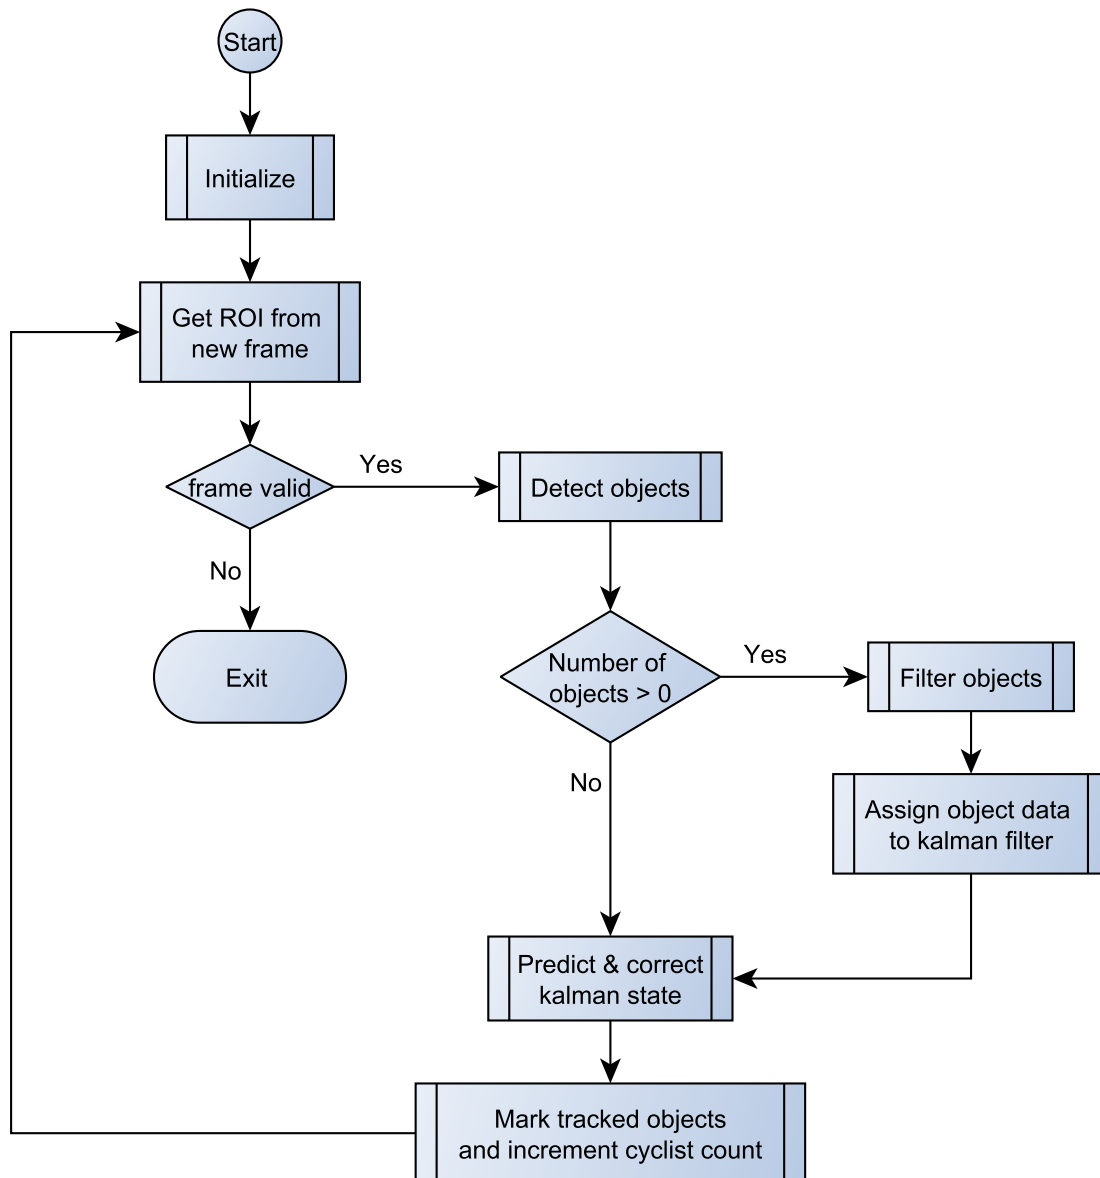 Start
Initialize
Get ROI from
new frame
frame valid
Yes
No
Exit
Detect objects
Number of
objects > 0
Yes
No
Filter objects
Assign object data
to kalman filter
Predict & correct
kalman state
Mark tracked objects
and increment cyclist count